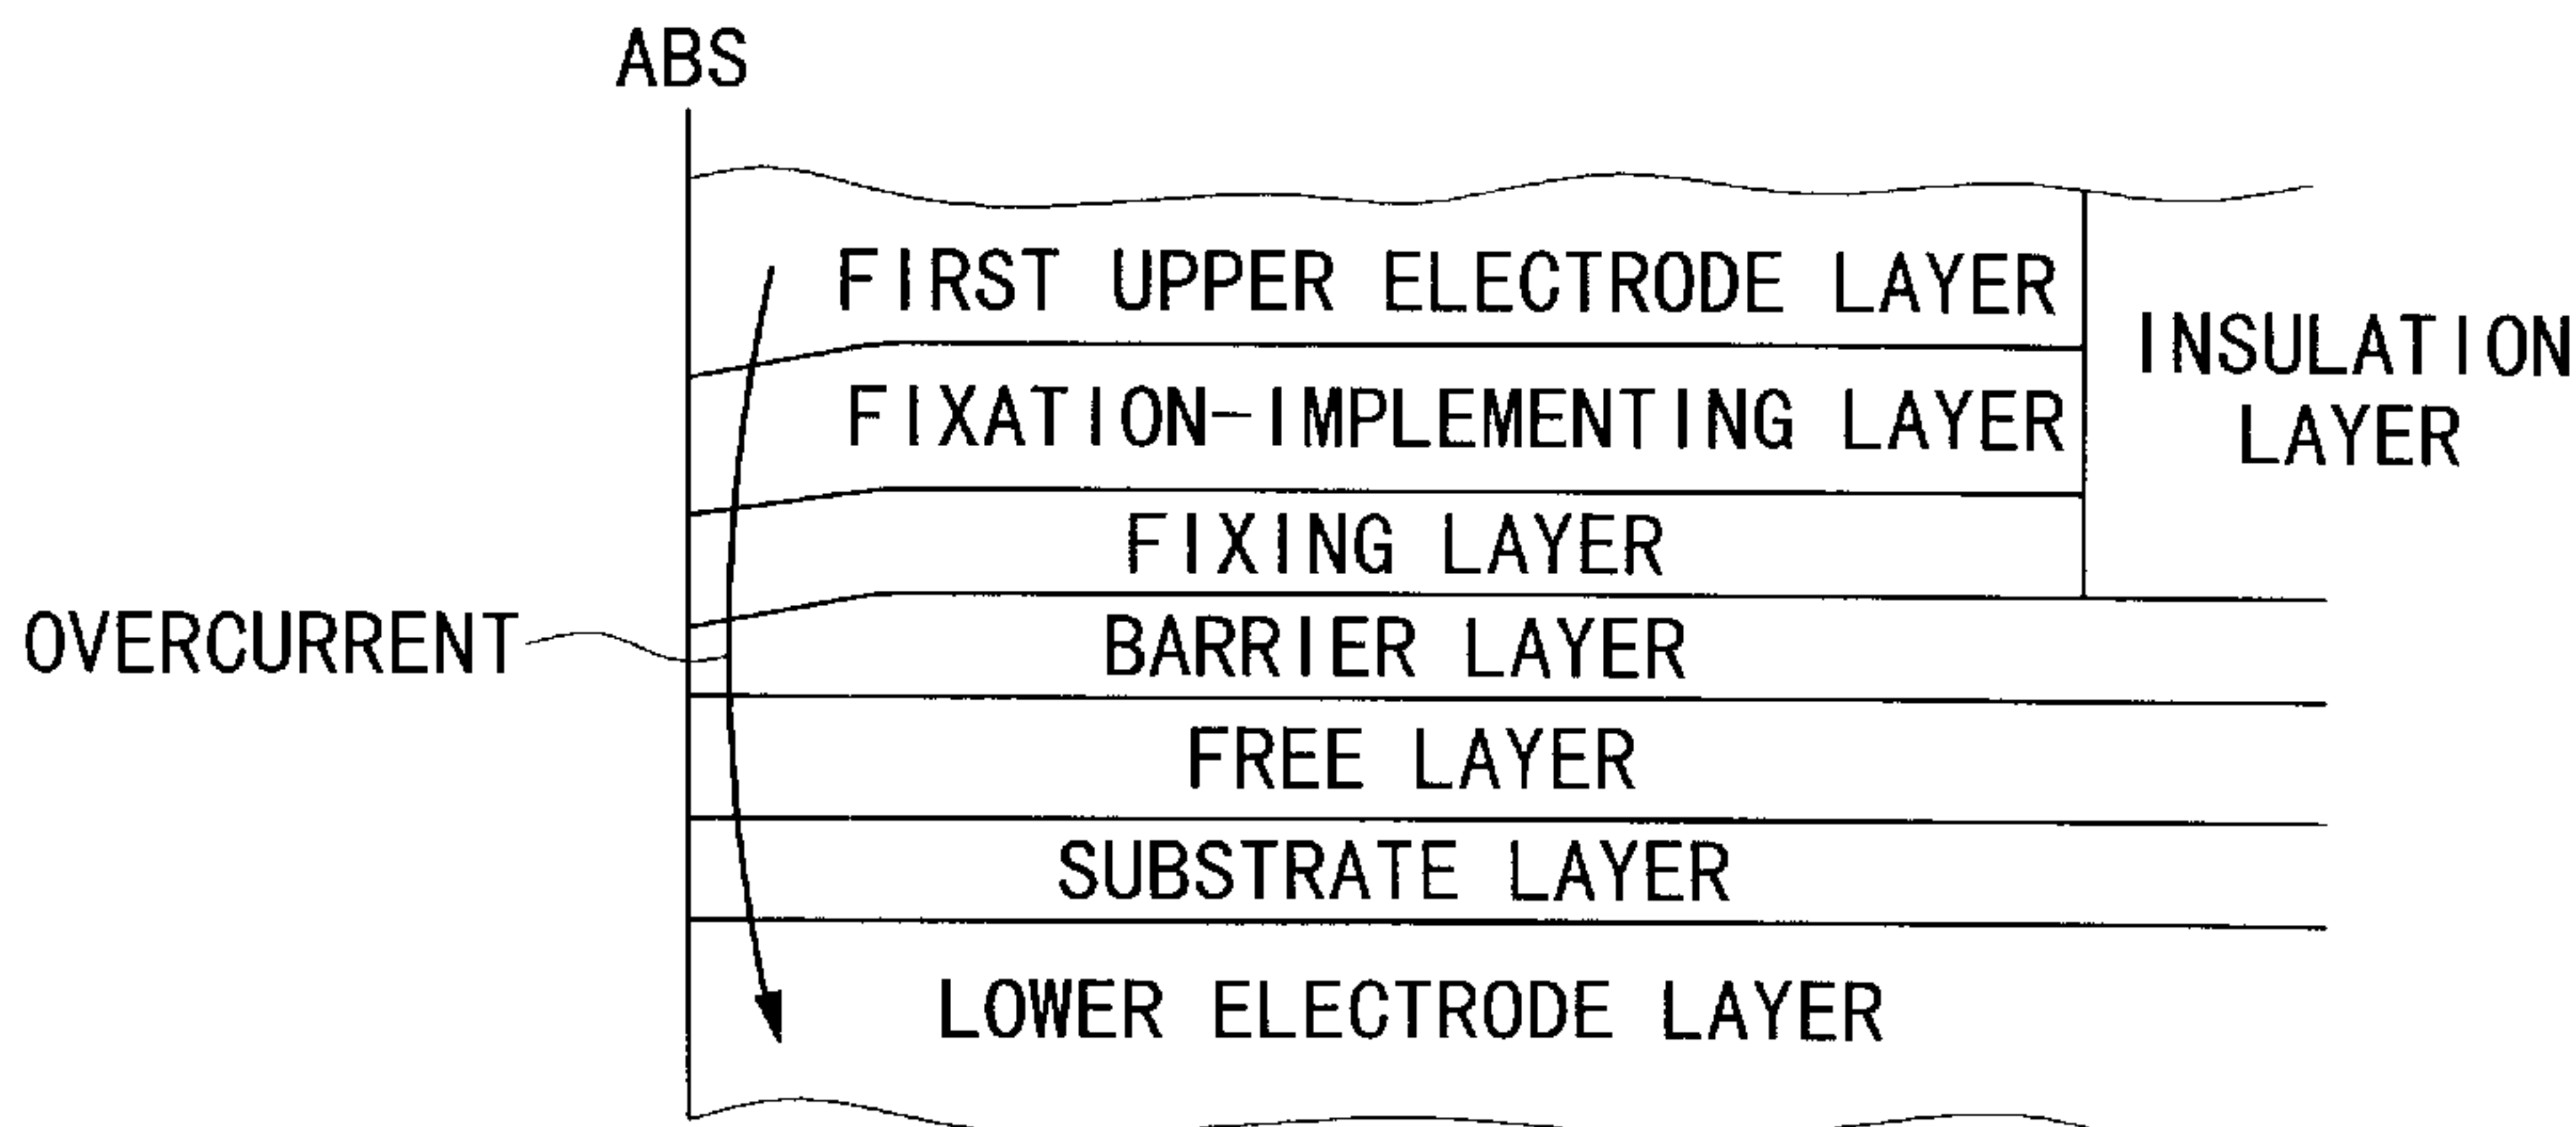 ABS
FIRST UPPER ELECTRODE LAYER
INSULATION
LAYER
FIXATION-IMPLEMENTING LAYER
FIXING LAYER
OVERCURRENT
BARRIER LAYER
FREE LAYER
SUBSTRATE LAYER
LOWER ELECTRODE LAYER